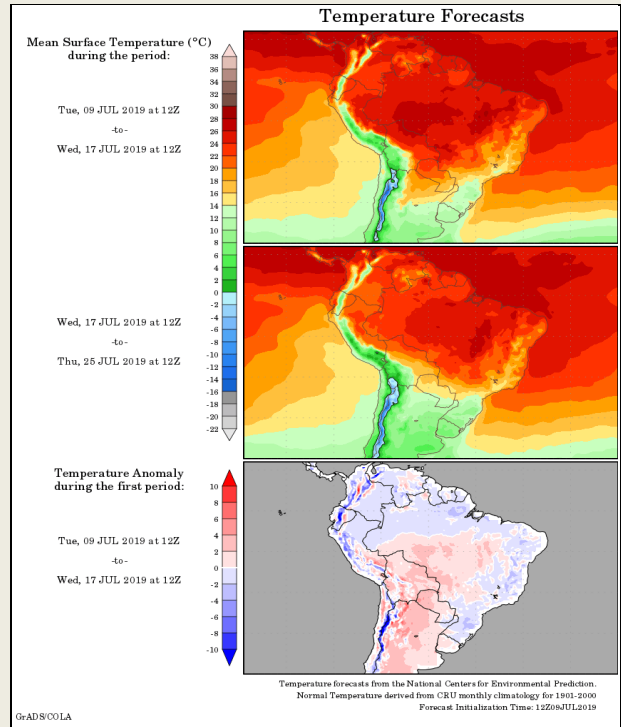 Temperature Forecasts
Mean Surface Temperature (°C)
during the period:
Tue, 09 JUL 2019 at 12Z
-to-
Wed, 17 JUL 2019 at 12Z
38
36
34
32
30
28
26
24
22
20
18
16
14
12
10
8
6
4
2
0
-2
-4
-6
-8
-10
-12
-14
-16
-18
-20
-22
Wed, 17 JUL 2019 at 12Z
-to-
Thu, 25 JUL 2019 at 12Z
Temperature Anomaly
during the first period:
Tue, 09 JUL 2019 at 12Z
-to-
Wed, 17 JUL 2019 at 12Z
10
8
6
4
2
0
-2
-4
-6
-8
-10
Temperature forecasts from the National Centers for Environmental Prediction.
Normal Temperature derived from CRU monthly climatology for 1901-2000
Forecast Initialization Time: 12Z09JUL2019
GrADS/COLA